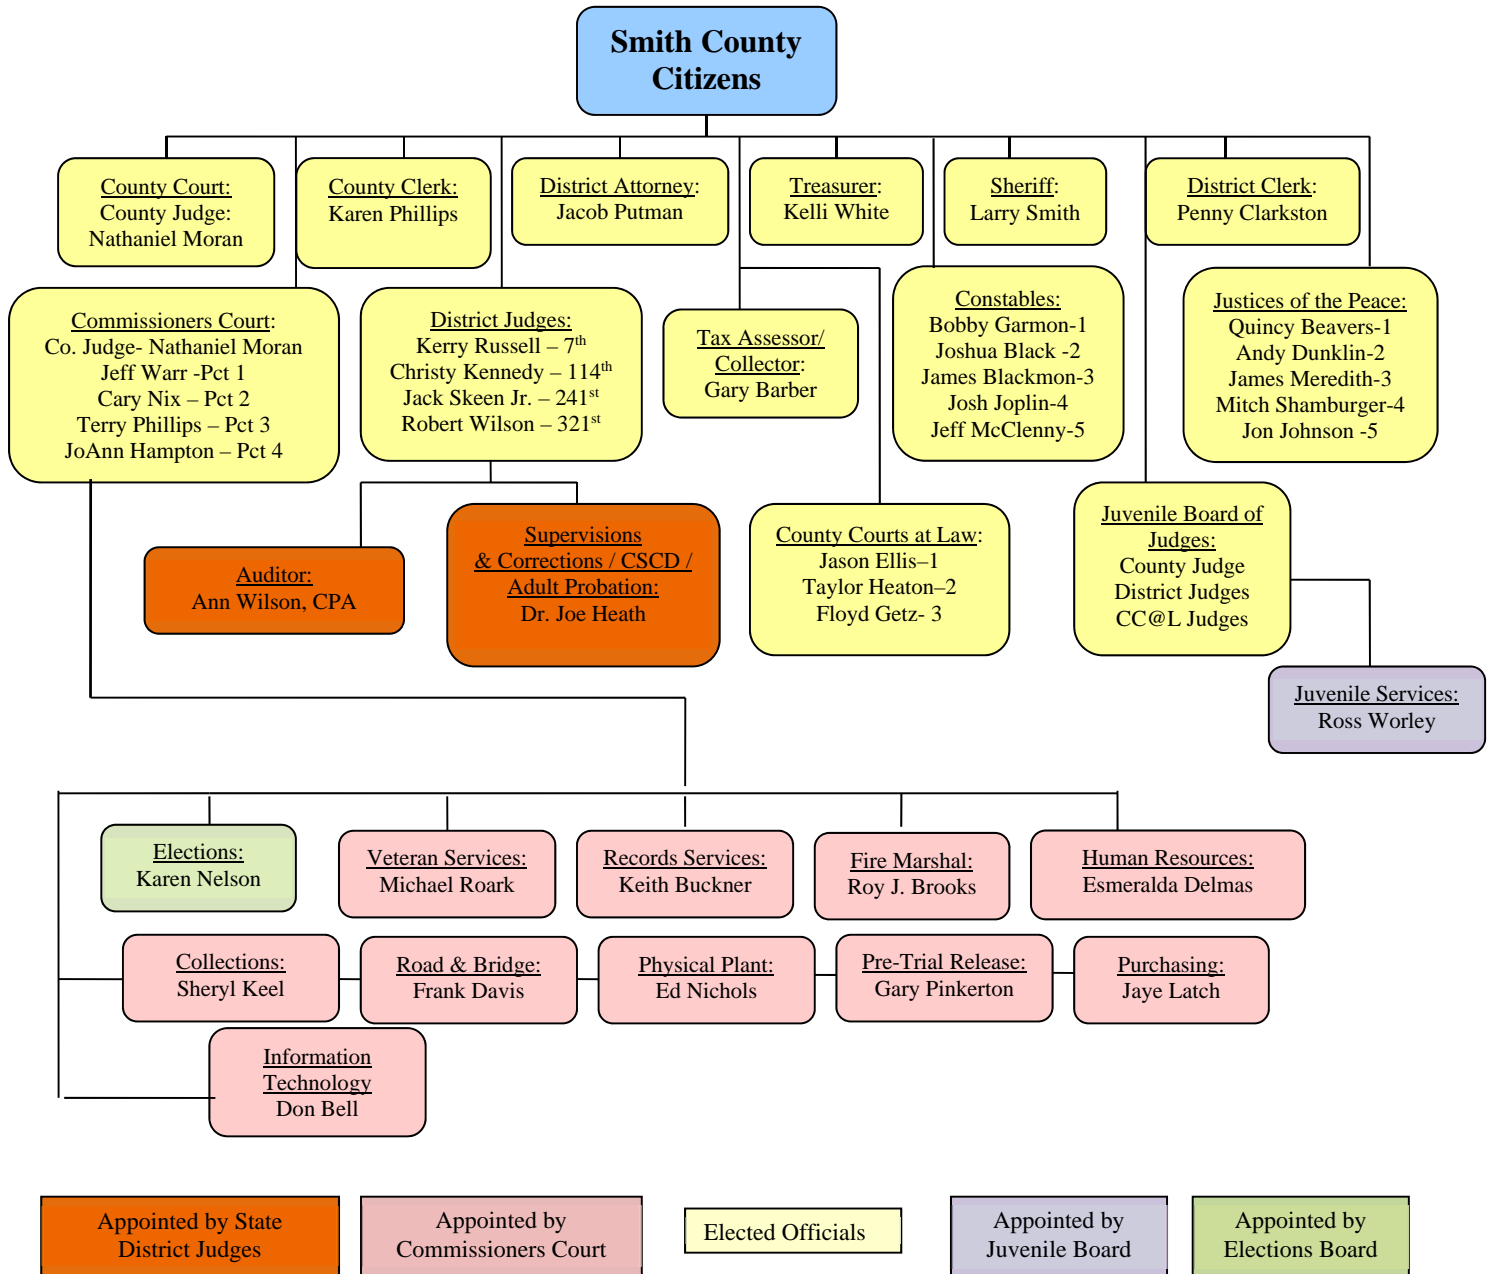 Smith County
Citizens
County Court:
County Judge:
Nathaniel Moran
County Clerk:
Karen Phillips
District Attorney:
Jacob Putman
Treasurer:
Kelli White
Sheriff:
Larry Smith
District Clerk:
Penny Clarkston
Commissioners Court:
Co. Judge- Nathaniel Moran
Jeff Warr -Pct 1
Cary Nix – Pct 2
Terry Phillips – Pct 3
JoAnn Hampton – Pct 4
District Judges:
Kerry Russell – 7th
Christy Kennedy – 114th
Jack Skeen Jr. – 241st
Robert Wilson – 321st
Tax Assessor/
Collector:
Gary Barber
Constables:
Bobby Garmon-1
Joshua Black -2
James Blackmon-3
Josh Joplin-4
Jeff McClenny-5
Justices of the Peace:
Quincy Beavers-1
Andy Dunklin-2
James Meredith-3
Mitch Shamburger-4
Jon Johnson -5
Auditor:
Ann Wilson, CPA
Supervisions
& Corrections / CSCD /
Adult Probation:
Dr. Joe Heath
County Courts at Law:
Jason Ellis–1
Taylor Heaton–2
Floyd Getz- 3
Juvenile Board of
Judges:
County Judge
District Judges
CC@L Judges
Juvenile Services:
Ross Worley
Elections:
Karen Nelson
Veteran Services:
Michael Roark
Records Services:
Keith Buckner
Fire Marshal:
Roy J. Brooks
Human Resources:
Esmeralda Delmas
Collections:
Sheryl Keel
Road & Bridge:
Frank Davis
Physical Plant:
Ed Nichols
Pre-Trial Release:
Gary Pinkerton
Purchasing:
Jaye Latch
Information
Technology
Don Bell
Appointed by State
District Judges
Appointed by
Commissioners Court
Elected Officials
Appointed by
Juvenile Board
Appointed by
Elections Board